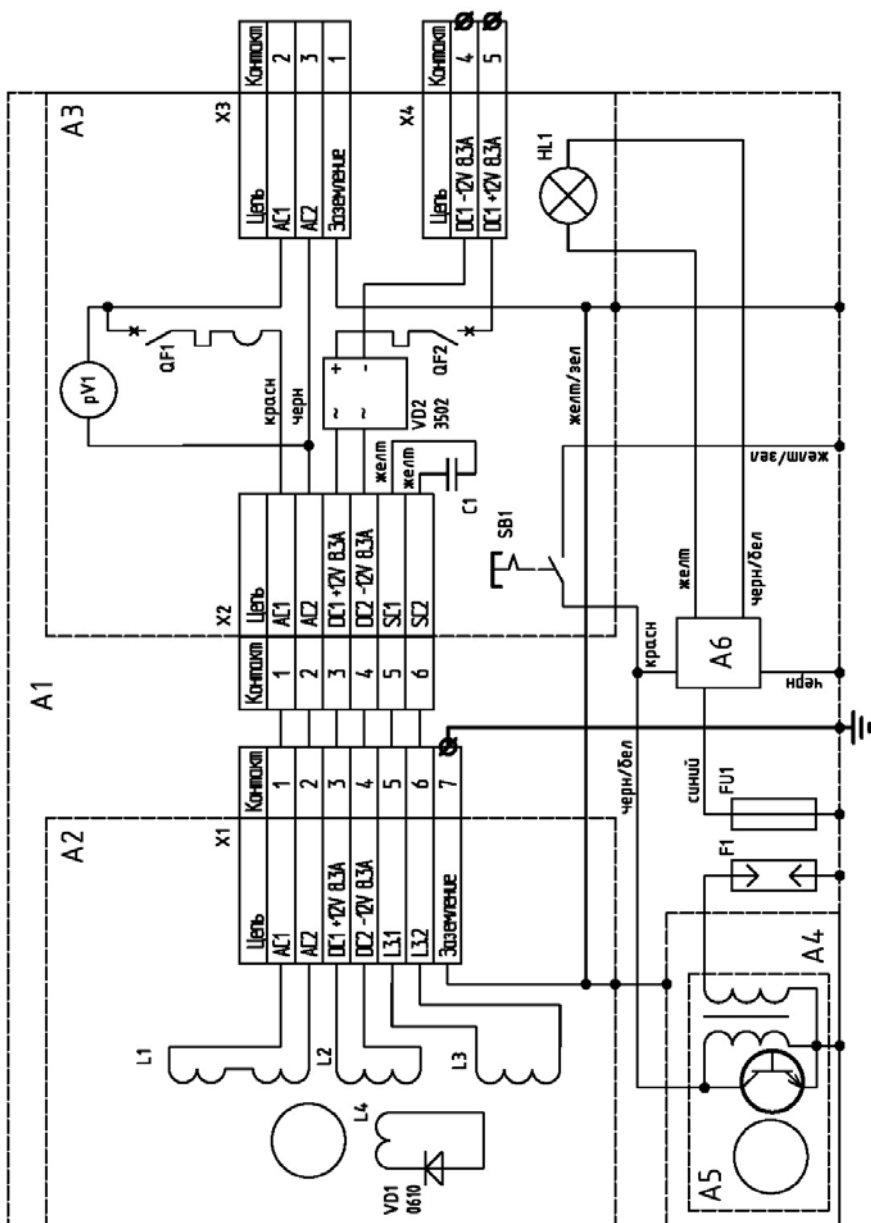 A1
A2
X1
Цепь Контакт
AC1 1
AC2 2
DC1 +12V 8.3A 3
DC2 -12V 8.3A 4
L3.1 5
L3.2 6
Заземление 7
L1
L2
L3
L4
VD1
0610
A3
X2
Контакт Цепь
1 AC1
2 AC2
3 DC1 +12V 8.3A
4 DC2 -12V 8.3A
5 SC1
6 SC2
pV1
QF1
красн
черн
~ +
~ -
VD2
3502
QF2
желт
желт
C1
X3
Цепь Контакт
AC1 2
AC2 3
Заземление 1
X4
Цепь Контакт
DC1 -12V 8.3A 4
DC1 +12V 8.3A 5
HL1
SB1
желт/зел
желт/зел
черн/бел
красн
желт
черн/бел
синий
A6
черн
F1
FU1
A4
A5